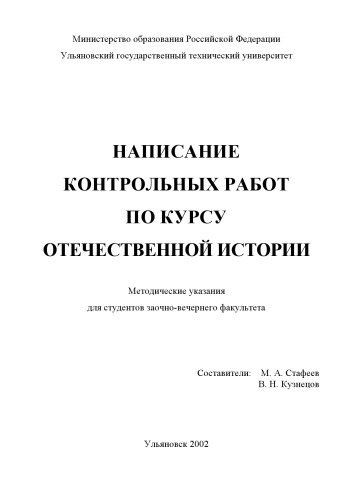 Министерство образования Российской Федерации
Ульяновский государственный технический университет
НАПИСАНИЕ
КОНТРОЛЬНЫХ РАБОТ
ПО КУРСУ
ОТЕЧЕСТВЕННОЙ ИСТОРИИ
Методические указания
для студентов заочно-вечернего факультета
Составители: М. А. Стафеев
В. Н. Кузнецов
Ульяновск 2002